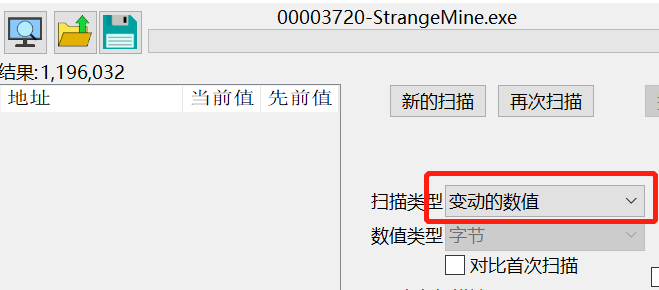 00003720-StrangeMine.exe
结果:1,196,032
地址 当前值 先前值
新的扫描 再次扫描
扫描类型 变动的数值
数值类型 字节
对比首次扫描